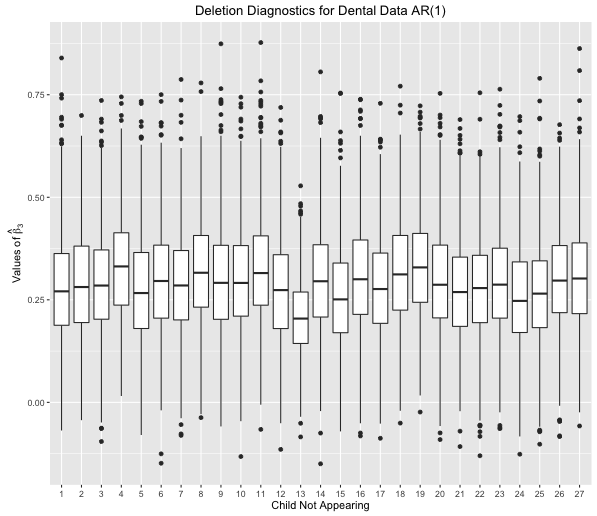 Deletion Diagnostics for Dental Data AR(1)
Values of β̂₃
0.75
0.50
0.25
0.00
1 2 3 4 5 6 7 8 9 10 11 12 13 14 15 16 17 18 19 20 21 22 23 24 25 26 27
Child Not Appearing